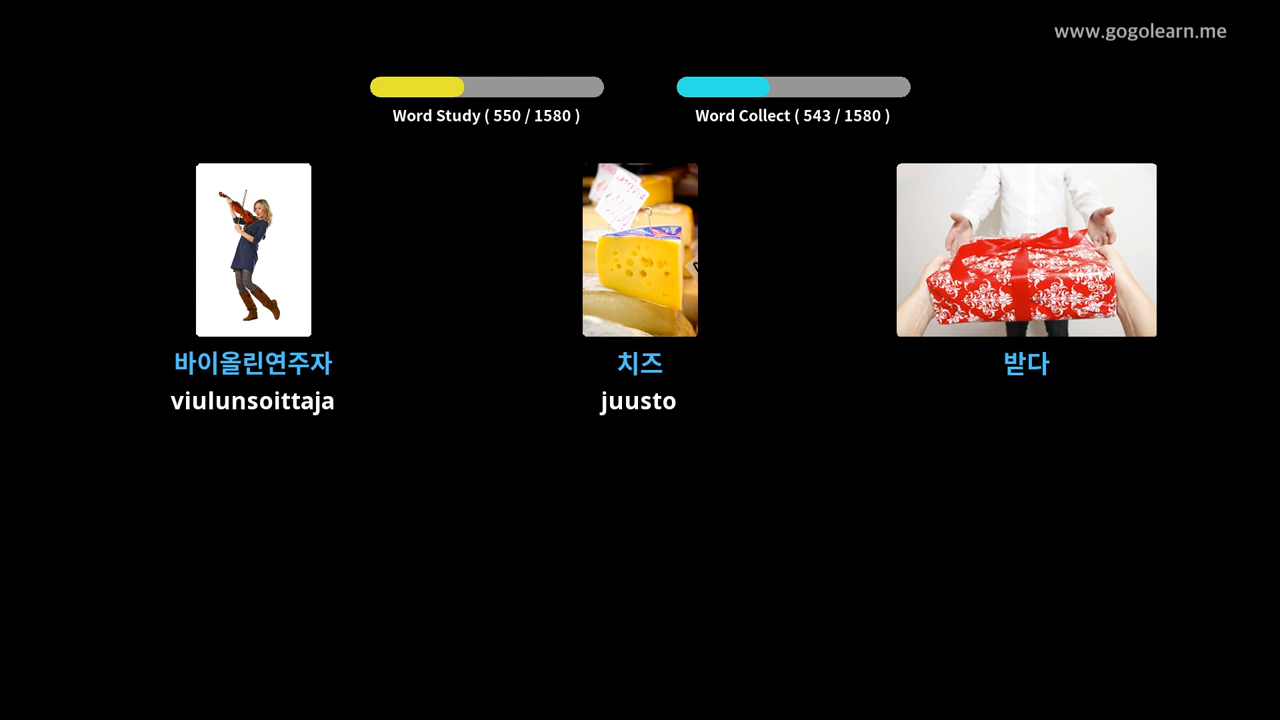 www.gogolearn.me
Word Study ( 550 / 1580 )
Word Collect ( 543 / 1580 )
바이올린연주자
viulunsoittaja
치즈
juusto
받다